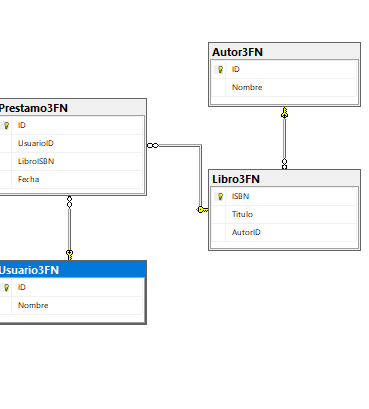 Autor3FN
ID
Nombre
Prestamo3FN
ID
UsuarioID
LibroISBN
Fecha
Libro3FN
ISBN
Titulo
AutorID
Usuario3FN
ID
Nombre